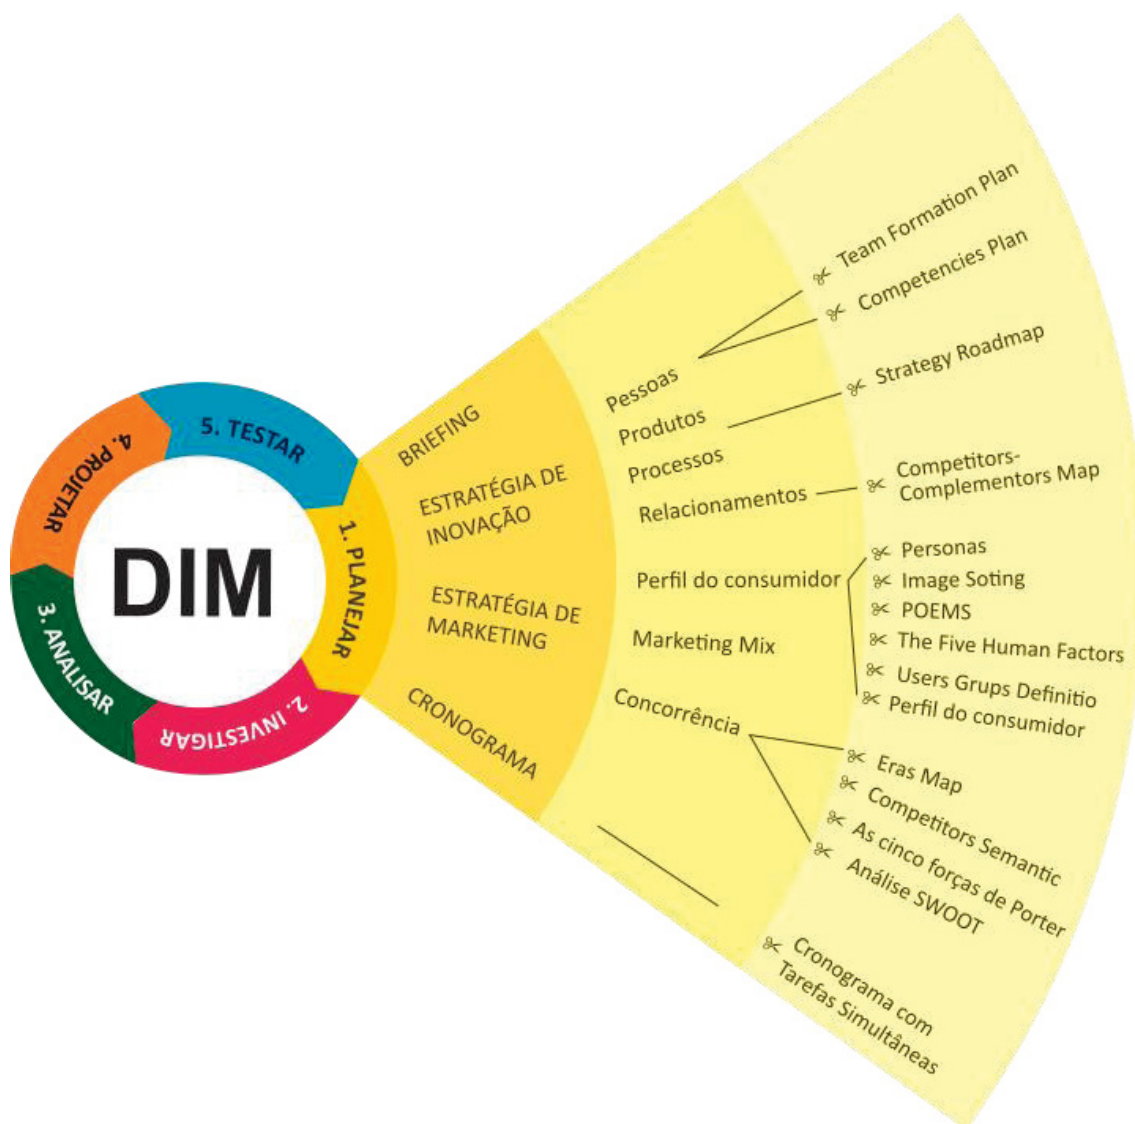 DIM
1. PLANEJAR
2. INVESTIGAR
3. ANALISAR
4. PROJETAR
5. TESTAR
BRIEFING
ESTRATÉGIA DE
INOVAÇÃO
ESTRATÉGIA DE
MARKETING
CRONOGRAMA
Pessoas
Produtos
Processos
Relacionamentos
Perfil do consumidor
Marketing Mix
Concorrência
Team Formation Plan
Competencies Plan
Strategy Roadmap
Competitors-
Complementors Map
Personas
Image Soting
POEMS
The Five Human Factors
Users Grups Definitio
Perfil do consumidor
Eras Map
Competitors Semantic
As cinco forças de Porter
Análise SWOOT
Cronograma com
Tarefas Simultâneas